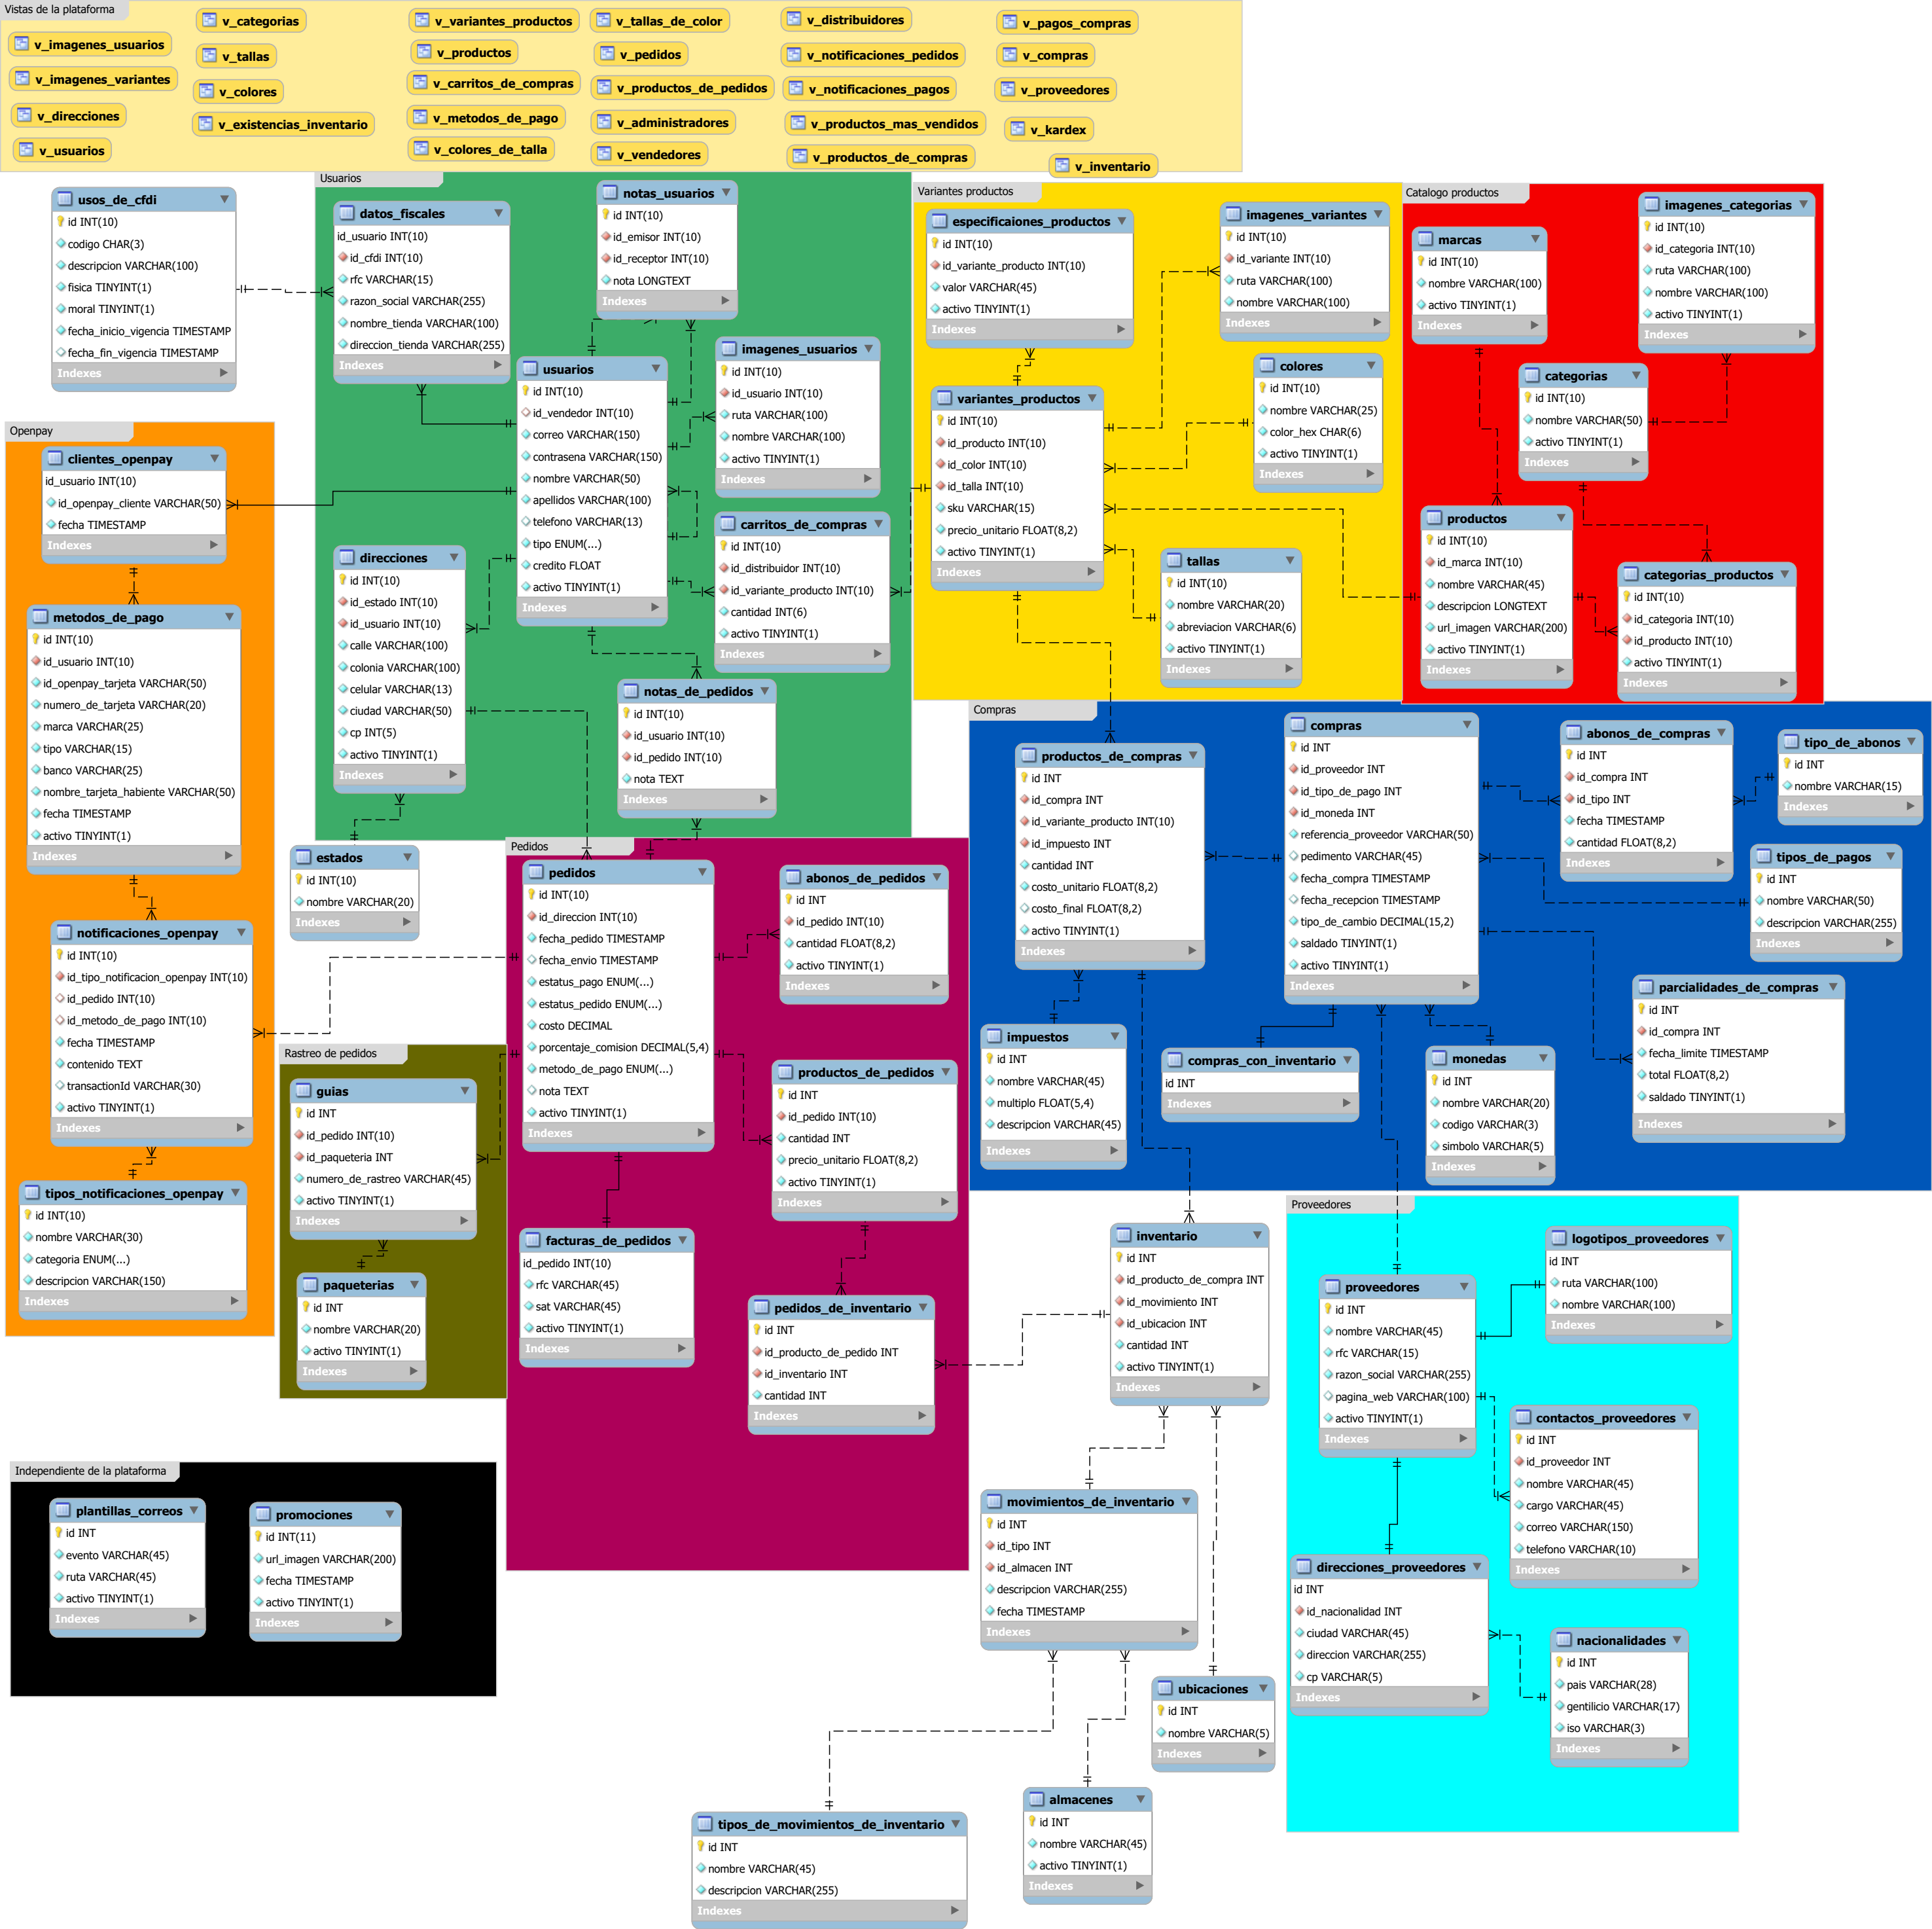 Vistas de la plataforma
v_imagenes_usuarios
v_imagenes_variantes
v_direcciones
v_usuarios
v_categorias
v_tallas
v_colores
v_existencias_inventario
v_variantes_productos
v_productos
v_carritos_de_compras
v_metodos_de_pago
v_colores_de_talla
v_tallas_de_color
v_pedidos
v_productos_de_pedidos
v_administradores
v_vendedores
v_distribuidores
v_notificaciones_pedidos
v_notificaciones_pagos
v_productos_mas_vendidos
v_productos_de_compras
v_pagos_compras
v_compras
v_proveedores
v_kardex
v_inventario
usos_de_cfdi
id INT(10)
codigo CHAR(3)
descripcion VARCHAR(100)
fisica TINYINT(1)
moral TINYINT(1)
fecha_inicio_vigencia TIMESTAMP
fecha_fin_vigencia TIMESTAMP
Indexes
Usuarios
datos_fiscales
id_usuario INT(10)
id_cfdi INT(10)
rfc VARCHAR(15)
razon_social VARCHAR(255)
nombre_tienda VARCHAR(100)
direccion_tienda VARCHAR(255)
Indexes
notas_usuarios
id INT(10)
id_emisor INT(10)
id_receptor INT(10)
nota LONGTEXT
Indexes
usuarios
id INT(10)
id_vendedor INT(10)
correo VARCHAR(150)
contrasena VARCHAR(150)
nombre VARCHAR(50)
apellidos VARCHAR(100)
telefono VARCHAR(13)
tipo ENUM(...)
credito FLOAT
activo TINYINT(1)
Indexes
imagenes_usuarios
id INT(10)
id_usuario INT(10)
ruta VARCHAR(100)
nombre VARCHAR(100)
activo TINYINT(1)
Indexes
carritos_de_compras
id INT(10)
id_distribuidor INT(10)
id_variante_producto INT(10)
cantidad INT(6)
activo TINYINT(1)
Indexes
direcciones
id INT(10)
id_estado INT(10)
id_usuario INT(10)
calle VARCHAR(100)
colonia VARCHAR(100)
celular VARCHAR(13)
ciudad VARCHAR(50)
cp INT(5)
activo TINYINT(1)
Indexes
notas_de_pedidos
id INT(10)
id_usuario INT(10)
id_pedido INT(10)
nota TEXT
Indexes
Variantes productos
especificaiones_productos
id INT(10)
id_variante_producto INT(10)
valor VARCHAR(45)
activo TINYINT(1)
Indexes
imagenes_variantes
id INT(10)
id_variante INT(10)
ruta VARCHAR(100)
nombre VARCHAR(100)
Indexes
variantes_productos
id INT(10)
id_producto INT(10)
id_color INT(10)
id_talla INT(10)
sku VARCHAR(15)
precio_unitario FLOAT(8,2)
activo TINYINT(1)
Indexes
colores
id INT(10)
nombre VARCHAR(25)
color_hex CHAR(6)
activo TINYINT(1)
Indexes
tallas
id INT(10)
nombre VARCHAR(20)
abreviacion VARCHAR(6)
activo TINYINT(1)
Indexes
Catalogo productos
marcas
id INT(10)
nombre VARCHAR(100)
activo TINYINT(1)
Indexes
imagenes_categorias
id INT(10)
id_categoria INT(10)
ruta VARCHAR(100)
nombre VARCHAR(100)
activo TINYINT(1)
Indexes
categorias
id INT(10)
nombre VARCHAR(50)
activo TINYINT(1)
Indexes
productos
id INT(10)
id_marca INT(10)
nombre VARCHAR(45)
descripcion LONGTEXT
url_imagen VARCHAR(200)
activo TINYINT(1)
Indexes
categorias_productos
id INT(10)
id_categoria INT(10)
id_producto INT(10)
activo TINYINT(1)
Indexes
Openpay
clientes_openpay
id_usuario INT(10)
id_openpay_cliente VARCHAR(50)
fecha TIMESTAMP
Indexes
metodos_de_pago
id INT(10)
id_usuario INT(10)
id_openpay_tarjeta VARCHAR(50)
numero_de_tarjeta VARCHAR(20)
marca VARCHAR(25)
tipo VARCHAR(15)
banco VARCHAR(25)
nombre_tarjeta_habiente VARCHAR(50)
fecha TIMESTAMP
activo TINYINT(1)
Indexes
notificaciones_openpay
id INT(10)
id_tipo_notificacion_openpay INT(10)
id_pedido INT(10)
id_metodo_de_pago INT(10)
fecha TIMESTAMP
contenido TEXT
transactionId VARCHAR(30)
activo TINYINT(1)
Indexes
tipos_notificaciones_openpay
id INT(10)
nombre VARCHAR(30)
categoria ENUM(...)
descripcion VARCHAR(150)
Indexes
estados
id INT(10)
nombre VARCHAR(20)
Indexes
Rastreo de pedidos
guias
id INT
id_pedido INT(10)
id_paqueteria INT
numero_de_rastreo VARCHAR(45)
activo TINYINT(1)
Indexes
paqueterias
id INT
nombre VARCHAR(20)
activo TINYINT(1)
Indexes
Pedidos
pedidos
id INT(10)
id_direccion INT(10)
fecha_pedido TIMESTAMP
fecha_envio TIMESTAMP
estatus_pago ENUM(...)
estatus_pedido ENUM(...)
costo DECIMAL
porcentaje_comision DECIMAL(5,4)
metodo_de_pago ENUM(...)
nota TEXT
activo TINYINT(1)
Indexes
abonos_de_pedidos
id INT
id_pedido INT(10)
cantidad FLOAT(8,2)
activo TINYINT(1)
Indexes
productos_de_pedidos
id INT
id_pedido INT(10)
cantidad INT
precio_unitario FLOAT(8,2)
activo TINYINT(1)
Indexes
facturas_de_pedidos
id_pedido INT(10)
rfc VARCHAR(45)
sat VARCHAR(45)
activo TINYINT(1)
Indexes
pedidos_de_inventario
id INT
id_producto_de_pedido INT
id_inventario INT
cantidad INT
Indexes
Compras
productos_de_compras
id INT
id_compra INT
id_variante_producto INT(10)
id_impuesto INT
cantidad INT
costo_unitario FLOAT(8,2)
costo_final FLOAT(8,2)
activo TINYINT(1)
Indexes
compras
id INT
id_proveedor INT
id_tipo_de_pago INT
id_moneda INT
referencia_proveedor VARCHAR(50)
pedimento VARCHAR(45)
fecha_compra TIMESTAMP
fecha_recepcion TIMESTAMP
tipo_de_cambio DECIMAL(15,2)
saldado TINYINT(1)
activo TINYINT(1)
Indexes
abonos_de_compras
id INT
id_compra INT
id_tipo INT
fecha TIMESTAMP
cantidad FLOAT(8,2)
Indexes
tipo_de_abonos
id INT
nombre VARCHAR(15)
Indexes
tipos_de_pagos
id INT
nombre VARCHAR(50)
descripcion VARCHAR(255)
Indexes
parcialidades_de_compras
id INT
id_compra INT
fecha_limite TIMESTAMP
total FLOAT(8,2)
saldado TINYINT(1)
Indexes
impuestos
id INT
nombre VARCHAR(45)
multiplo FLOAT(5,4)
descripcion VARCHAR(45)
Indexes
compras_con_inventario
id INT
Indexes
monedas
id INT
nombre VARCHAR(20)
codigo VARCHAR(3)
simbolo VARCHAR(5)
Indexes
inventario
id INT
id_producto_de_compra INT
id_movimiento INT
id_ubicacion INT
cantidad INT
activo TINYINT(1)
Indexes
Proveedores
logotipos_proveedores
id INT
ruta VARCHAR(100)
nombre VARCHAR(100)
Indexes
proveedores
id INT
nombre VARCHAR(45)
rfc VARCHAR(15)
razon_social VARCHAR(255)
pagina_web VARCHAR(100)
activo TINYINT(1)
Indexes
contactos_proveedores
id INT
id_proveedor INT
nombre VARCHAR(45)
cargo VARCHAR(45)
correo VARCHAR(150)
telefono VARCHAR(10)
Indexes
direcciones_proveedores
id INT
id_nacionalidad INT
ciudad VARCHAR(45)
direccion VARCHAR(255)
cp VARCHAR(5)
Indexes
nacionalidades
id INT
pais VARCHAR(28)
gentilicio VARCHAR(17)
iso VARCHAR(3)
Indexes
Independiente de la plataforma
plantillas_correos
id INT
evento VARCHAR(45)
ruta VARCHAR(45)
activo TINYINT(1)
Indexes
promociones
id INT(11)
url_imagen VARCHAR(200)
fecha TIMESTAMP
activo TINYINT(1)
Indexes
movimientos_de_inventario
id INT
id_tipo INT
id_almacen INT
descripcion VARCHAR(255)
fecha TIMESTAMP
Indexes
ubicaciones
id INT
nombre VARCHAR(5)
Indexes
almacenes
id INT
nombre VARCHAR(45)
activo TINYINT(1)
Indexes
tipos_de_movimientos_de_inventario
id INT
nombre VARCHAR(45)
descripcion VARCHAR(255)
Indexes